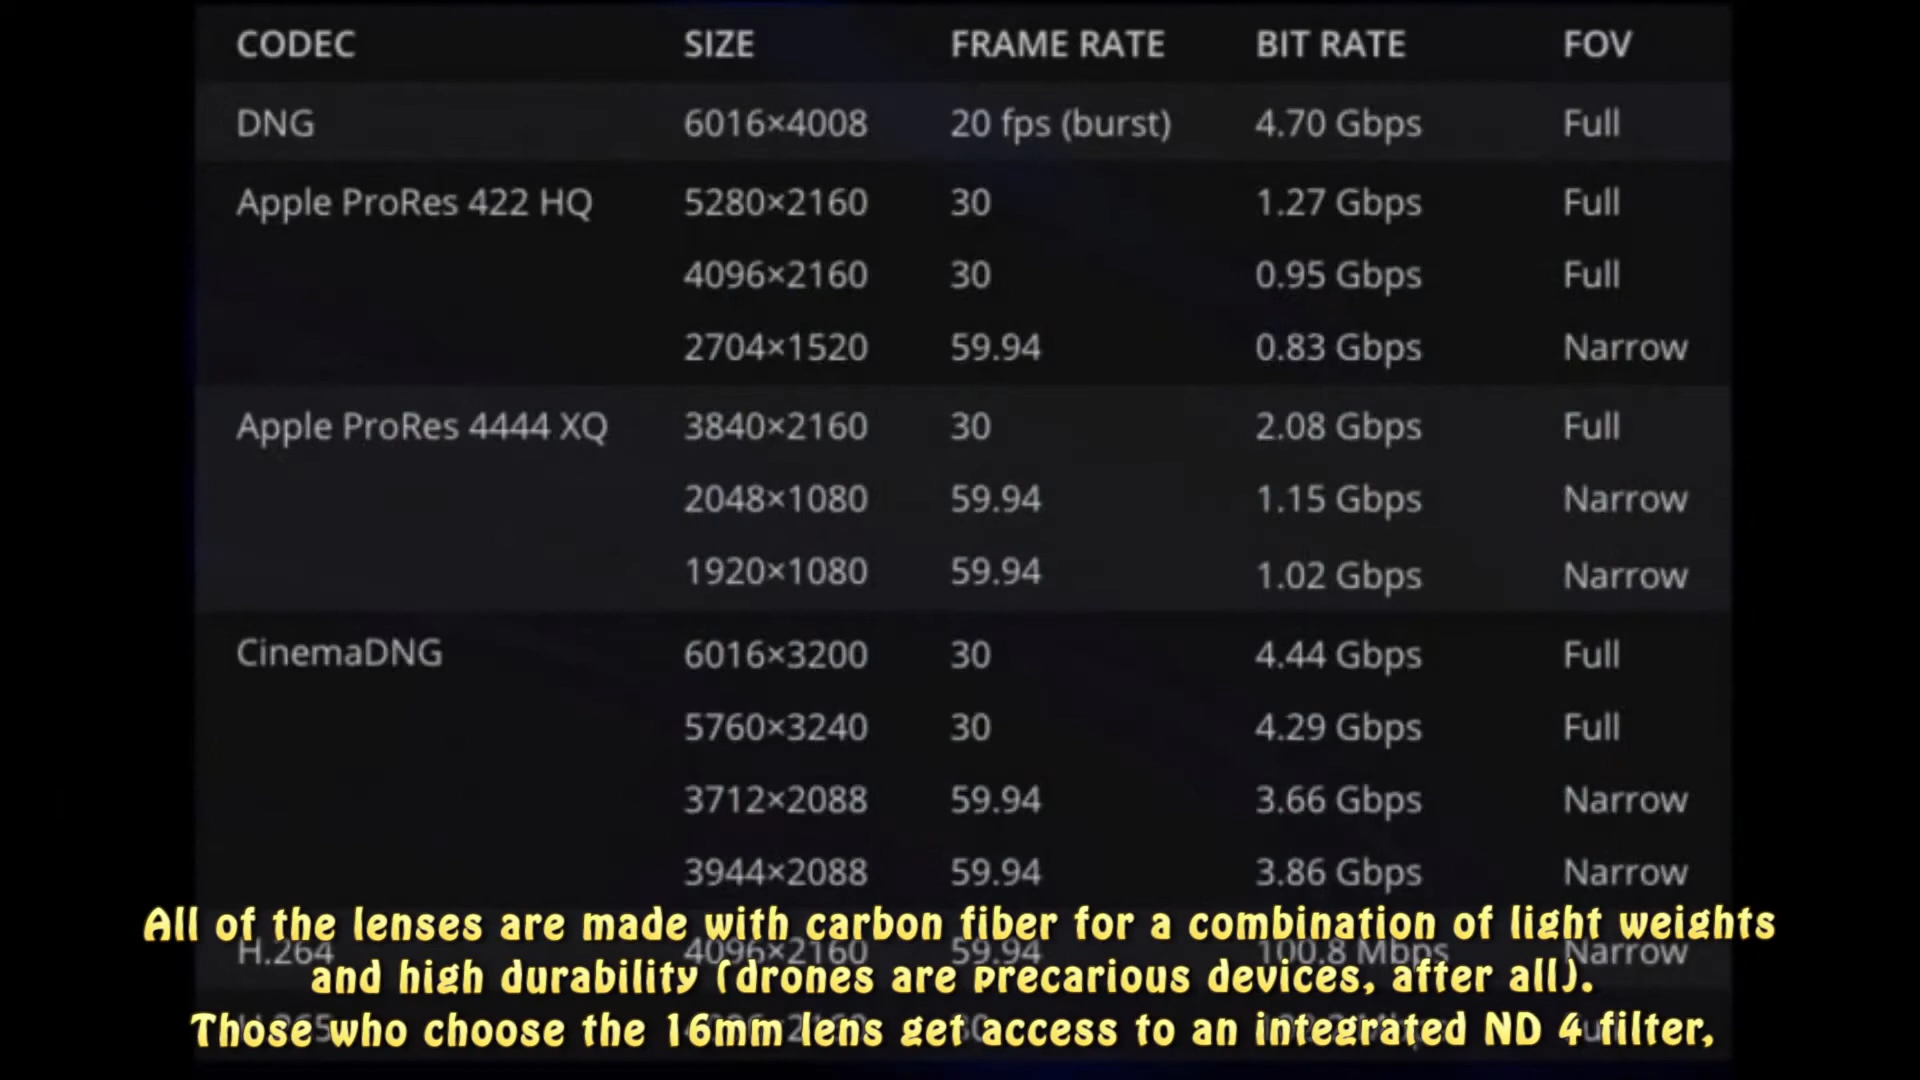 CODEC SIZE FRAME RATE BIT RATE FOV
DNG 6016×4008 20 fps (burst) 4.70 Gbps Full
Apple ProRes 422 HQ 5280×2160 30 1.27 Gbps Full
4096×2160 30 0.95 Gbps Full
2704×1520 59.94 0.83 Gbps Narrow
Apple ProRes 4444 XQ 3840×2160 30 2.08 Gbps Full
2048×1080 59.94 1.15 Gbps Narrow
1920×1080 59.94 1.02 Gbps Narrow
CinemaDNG 6016×3200 30 4.44 Gbps Full
5760×3240 30 4.29 Gbps Full
3712×2088 59.94 3.66 Gbps Narrow
3944×2088 59.94 3.86 Gbps Narrow
H.264 4096×2160 59.94 100.8 Mbps Narrow
H.265
All of the lenses are made with carbon fiber for a combination of light weights
and high durability (drones are precarious devices, after all).
Those who choose the 16mm lens get access to an integrated ND 4 filter,